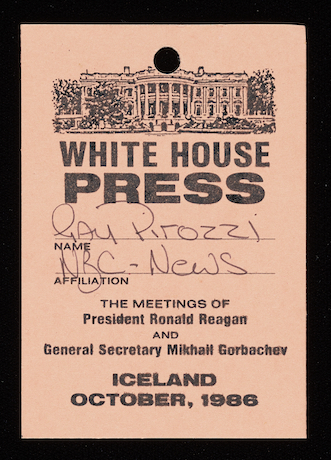 WHITE HOUSE
PRESS
Gay Pirozzi
NAME
NBC-News
AFFILIATION
THE MEETINGS OF
President Ronald Reagan
AND
General Secretary Mikhail Gorbachev
ICELAND
OCTOBER, 1986